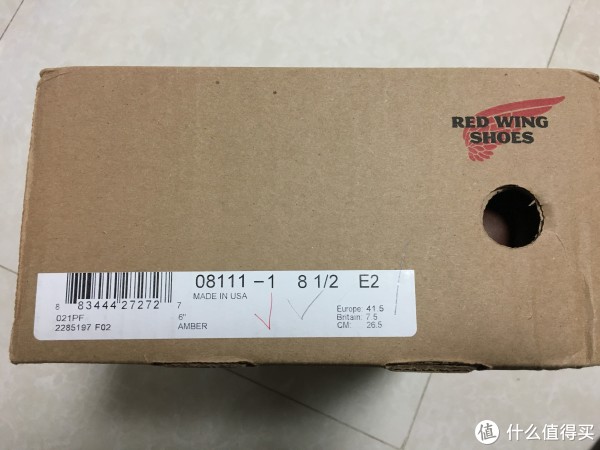 RED WING
SHOES
08111 -1 8 1/2 E2
MADE IN USA
8 83444 27272 7
021PF
2285197 F02
6"
AMBER
Europe: 41.5
Britain: 7.5
CM: 26.5
值 什么值得买